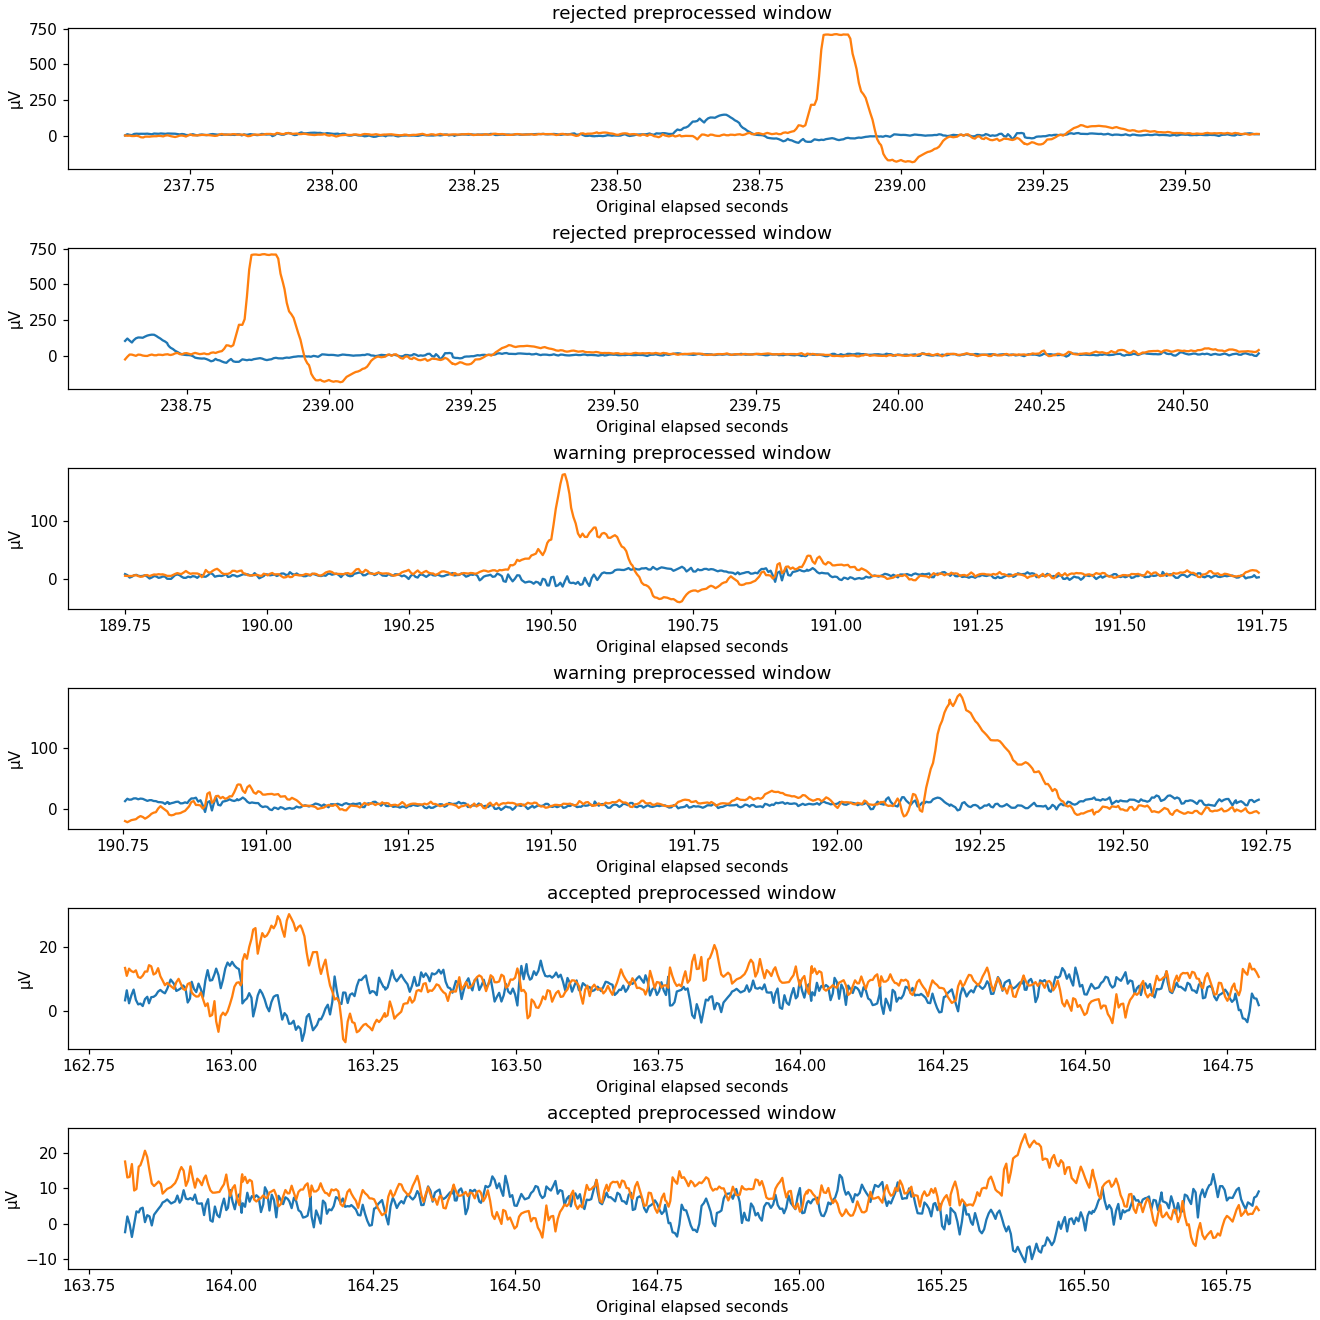 rejected preprocessed window
750
500
250
0
µV
237.75 238.00 238.25 238.50 238.75 239.00 239.25 239.50
Original elapsed seconds
rejected preprocessed window
750
500
250
0
µV
238.75 239.00 239.25 239.50 239.75 240.00 240.25 240.50
Original elapsed seconds
warning preprocessed window
100
0
µV
189.75 190.00 190.25 190.50 190.75 191.00 191.25 191.50 191.75
Original elapsed seconds
warning preprocessed window
100
0
µV
190.75 191.00 191.25 191.50 191.75 192.00 192.25 192.50 192.75
Original elapsed seconds
accepted preprocessed window
20
0
µV
162.75 163.00 163.25 163.50 163.75 164.00 164.25 164.50 164.75
Original elapsed seconds
accepted preprocessed window
20
10
0
−10
µV
163.75 164.00 164.25 164.50 164.75 165.00 165.25 165.50 165.75
Original elapsed seconds